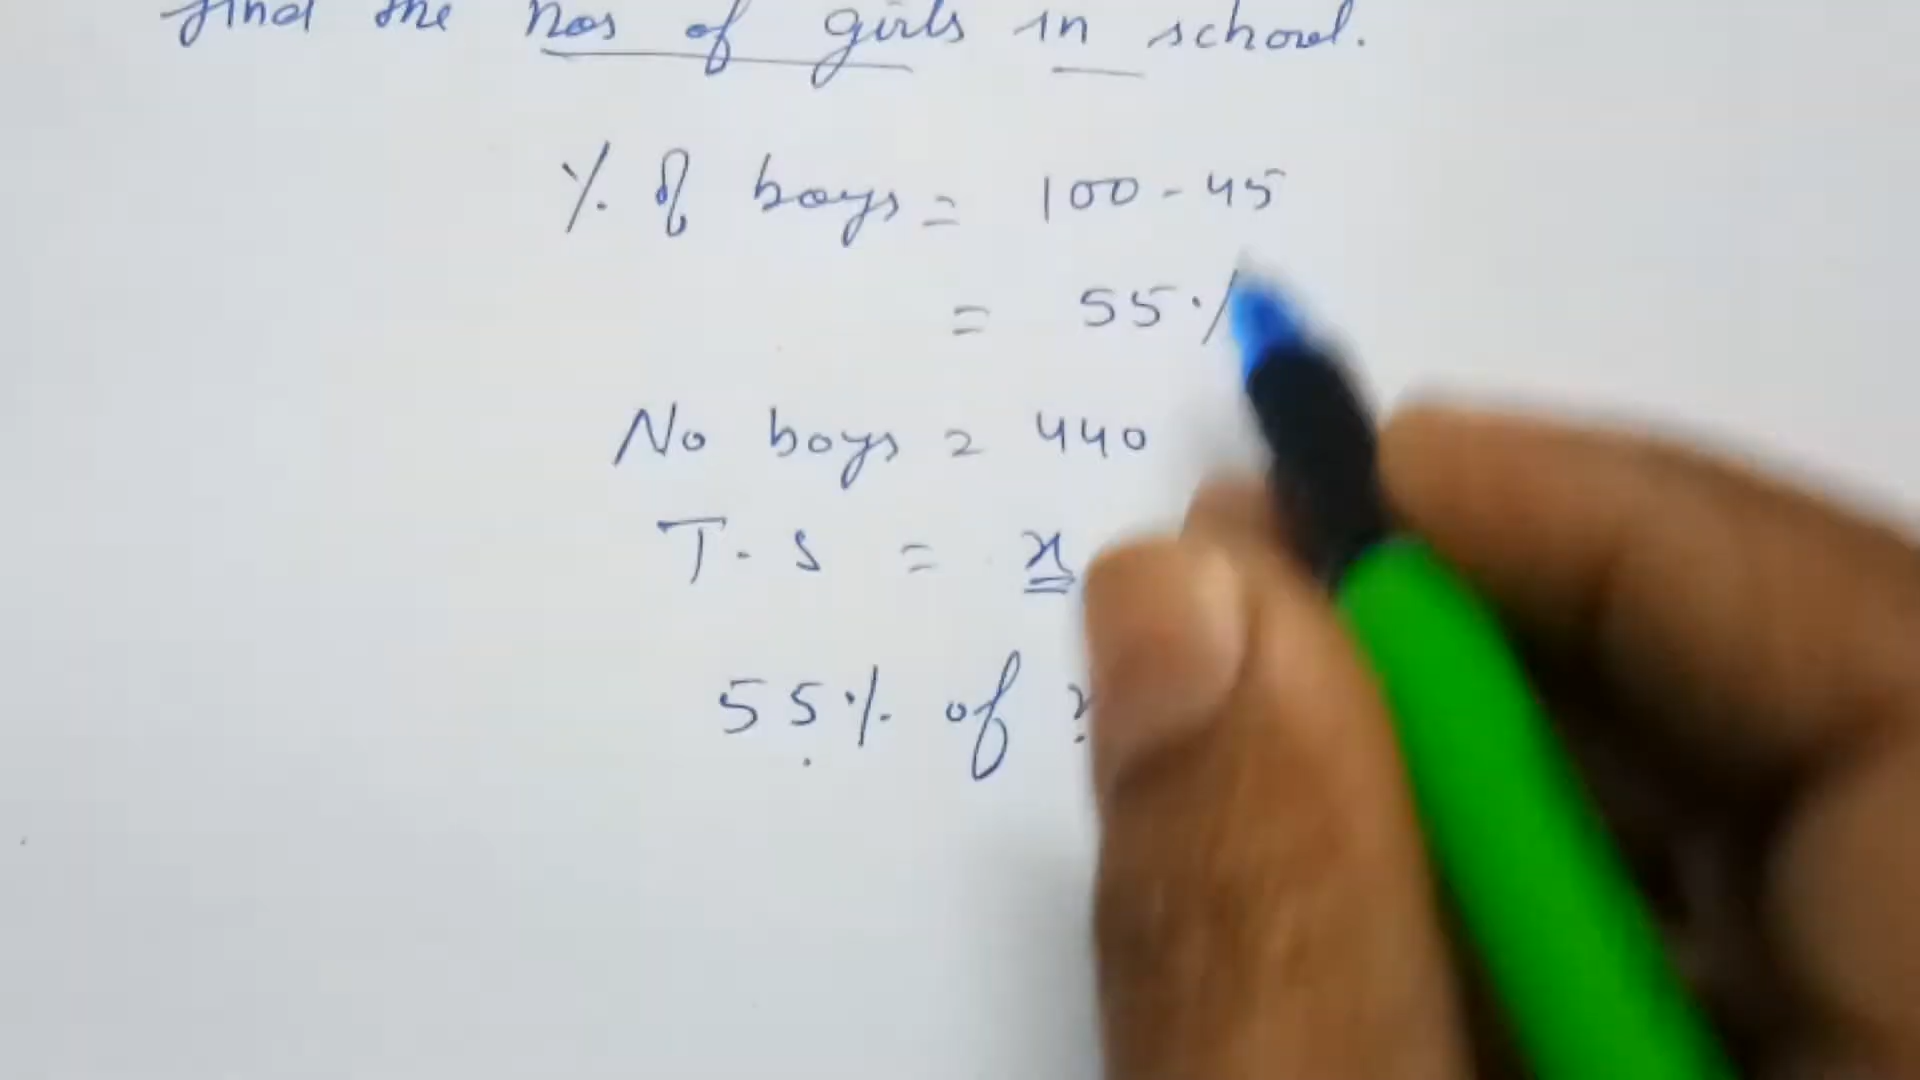 find the nos of girls in school.
% of boys = 100 - 45
= 55%
No boys = 440
T. S = x
55% of